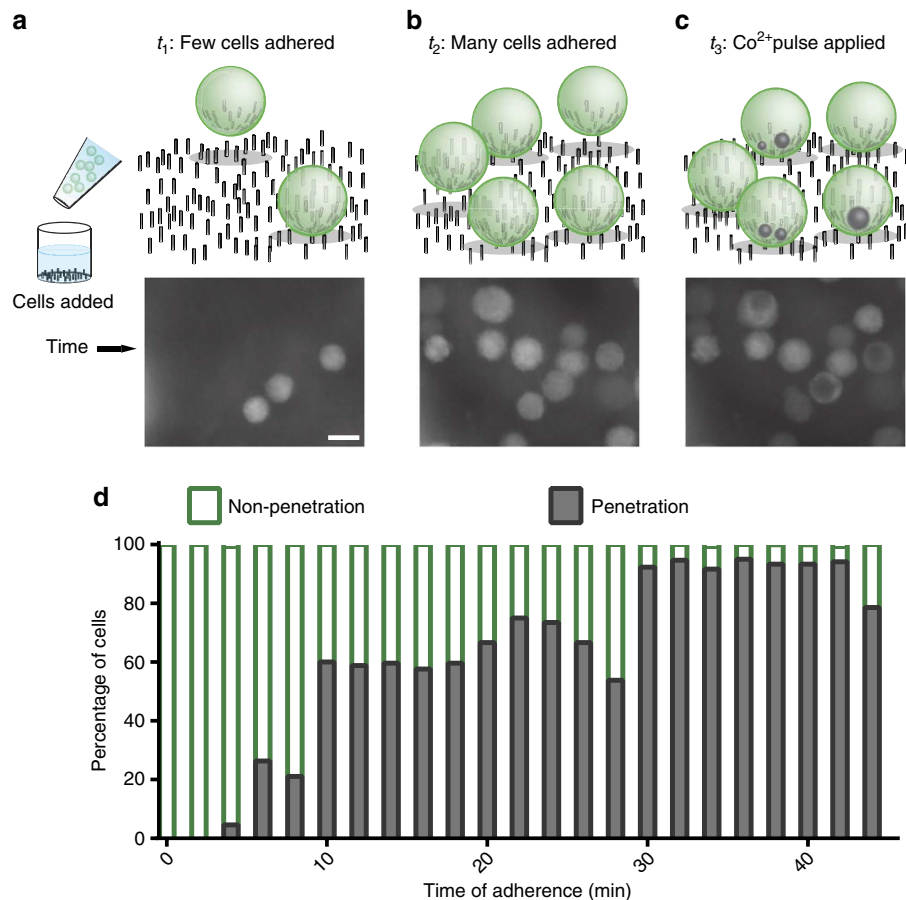 a
t1: Few cells adhered
b
t2: Many cells adhered
c
t3: Co2+pulse applied
Cells added
Time
d
Non-penetration
Penetration
Percentage of cells
100
80
60
40
20
0
0
10
20
30
40
Time of adherence (min)